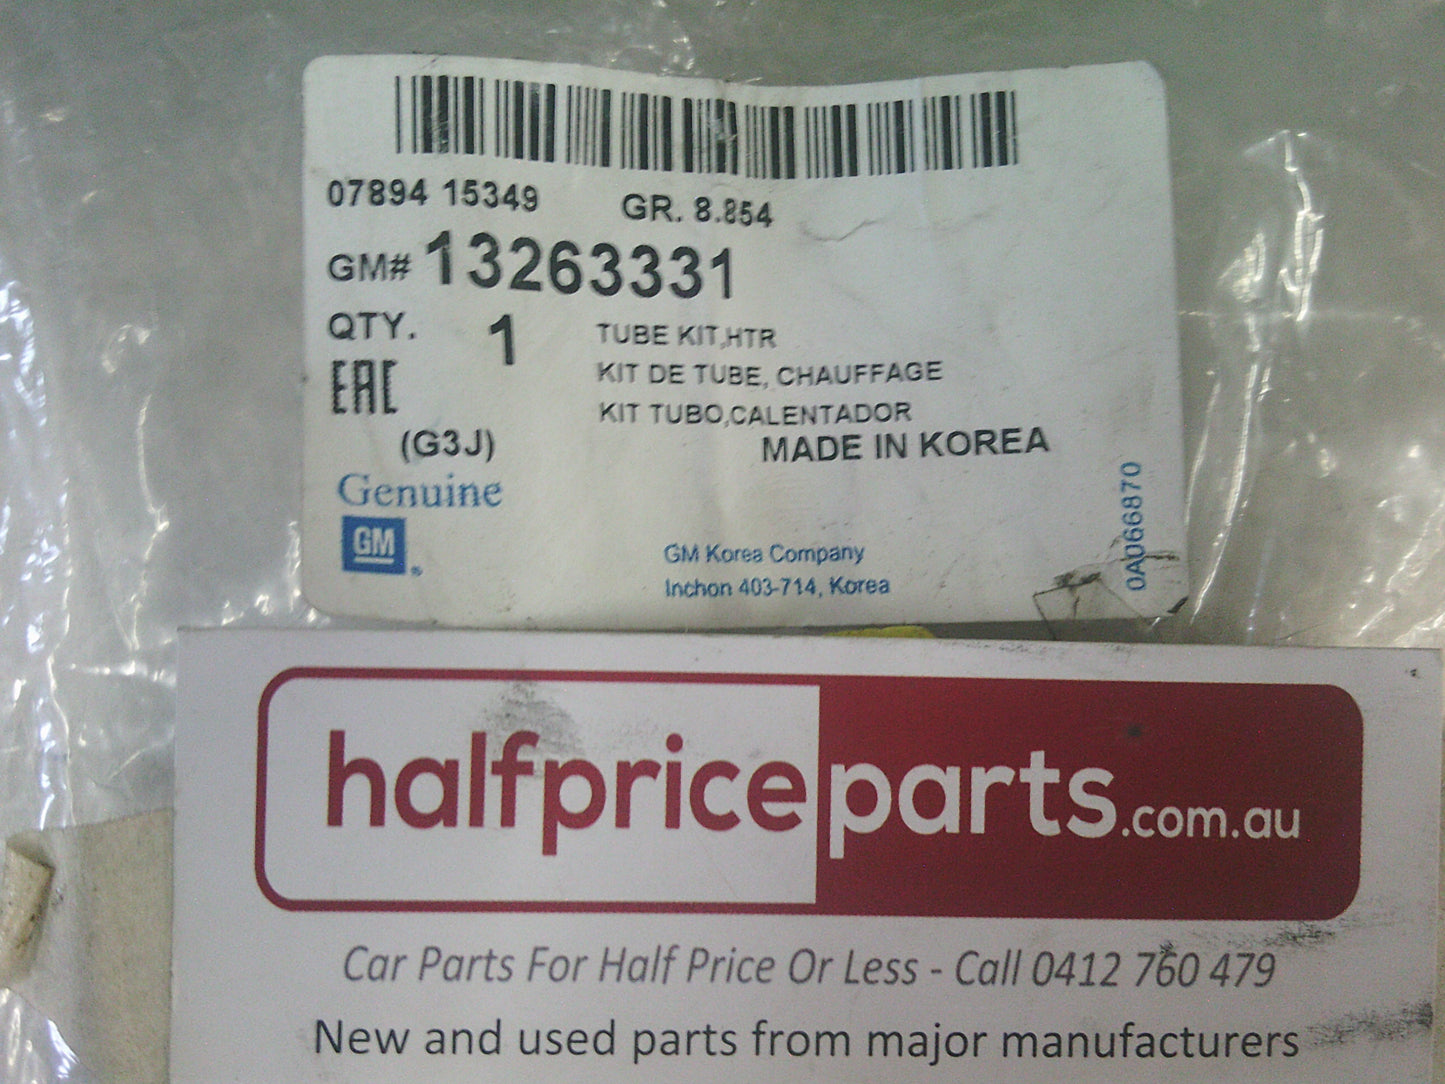 07894 15349 GR. 8.854
GM# 13263331
QTY. 1 TUBE KIT,HTR
KIT DE TUBE, CHAUFFAGE
EAC
KIT TUBO,CALENTADOR
(G3J) MADE IN KOREA
Genuine
GM
GM Korea Company
Inchon 403-714, Korea
0A066870
halfpriceparts.com.au
Car Parts For Half Price Or Less - Call 0412 760 479
New and used parts from major manufacturers